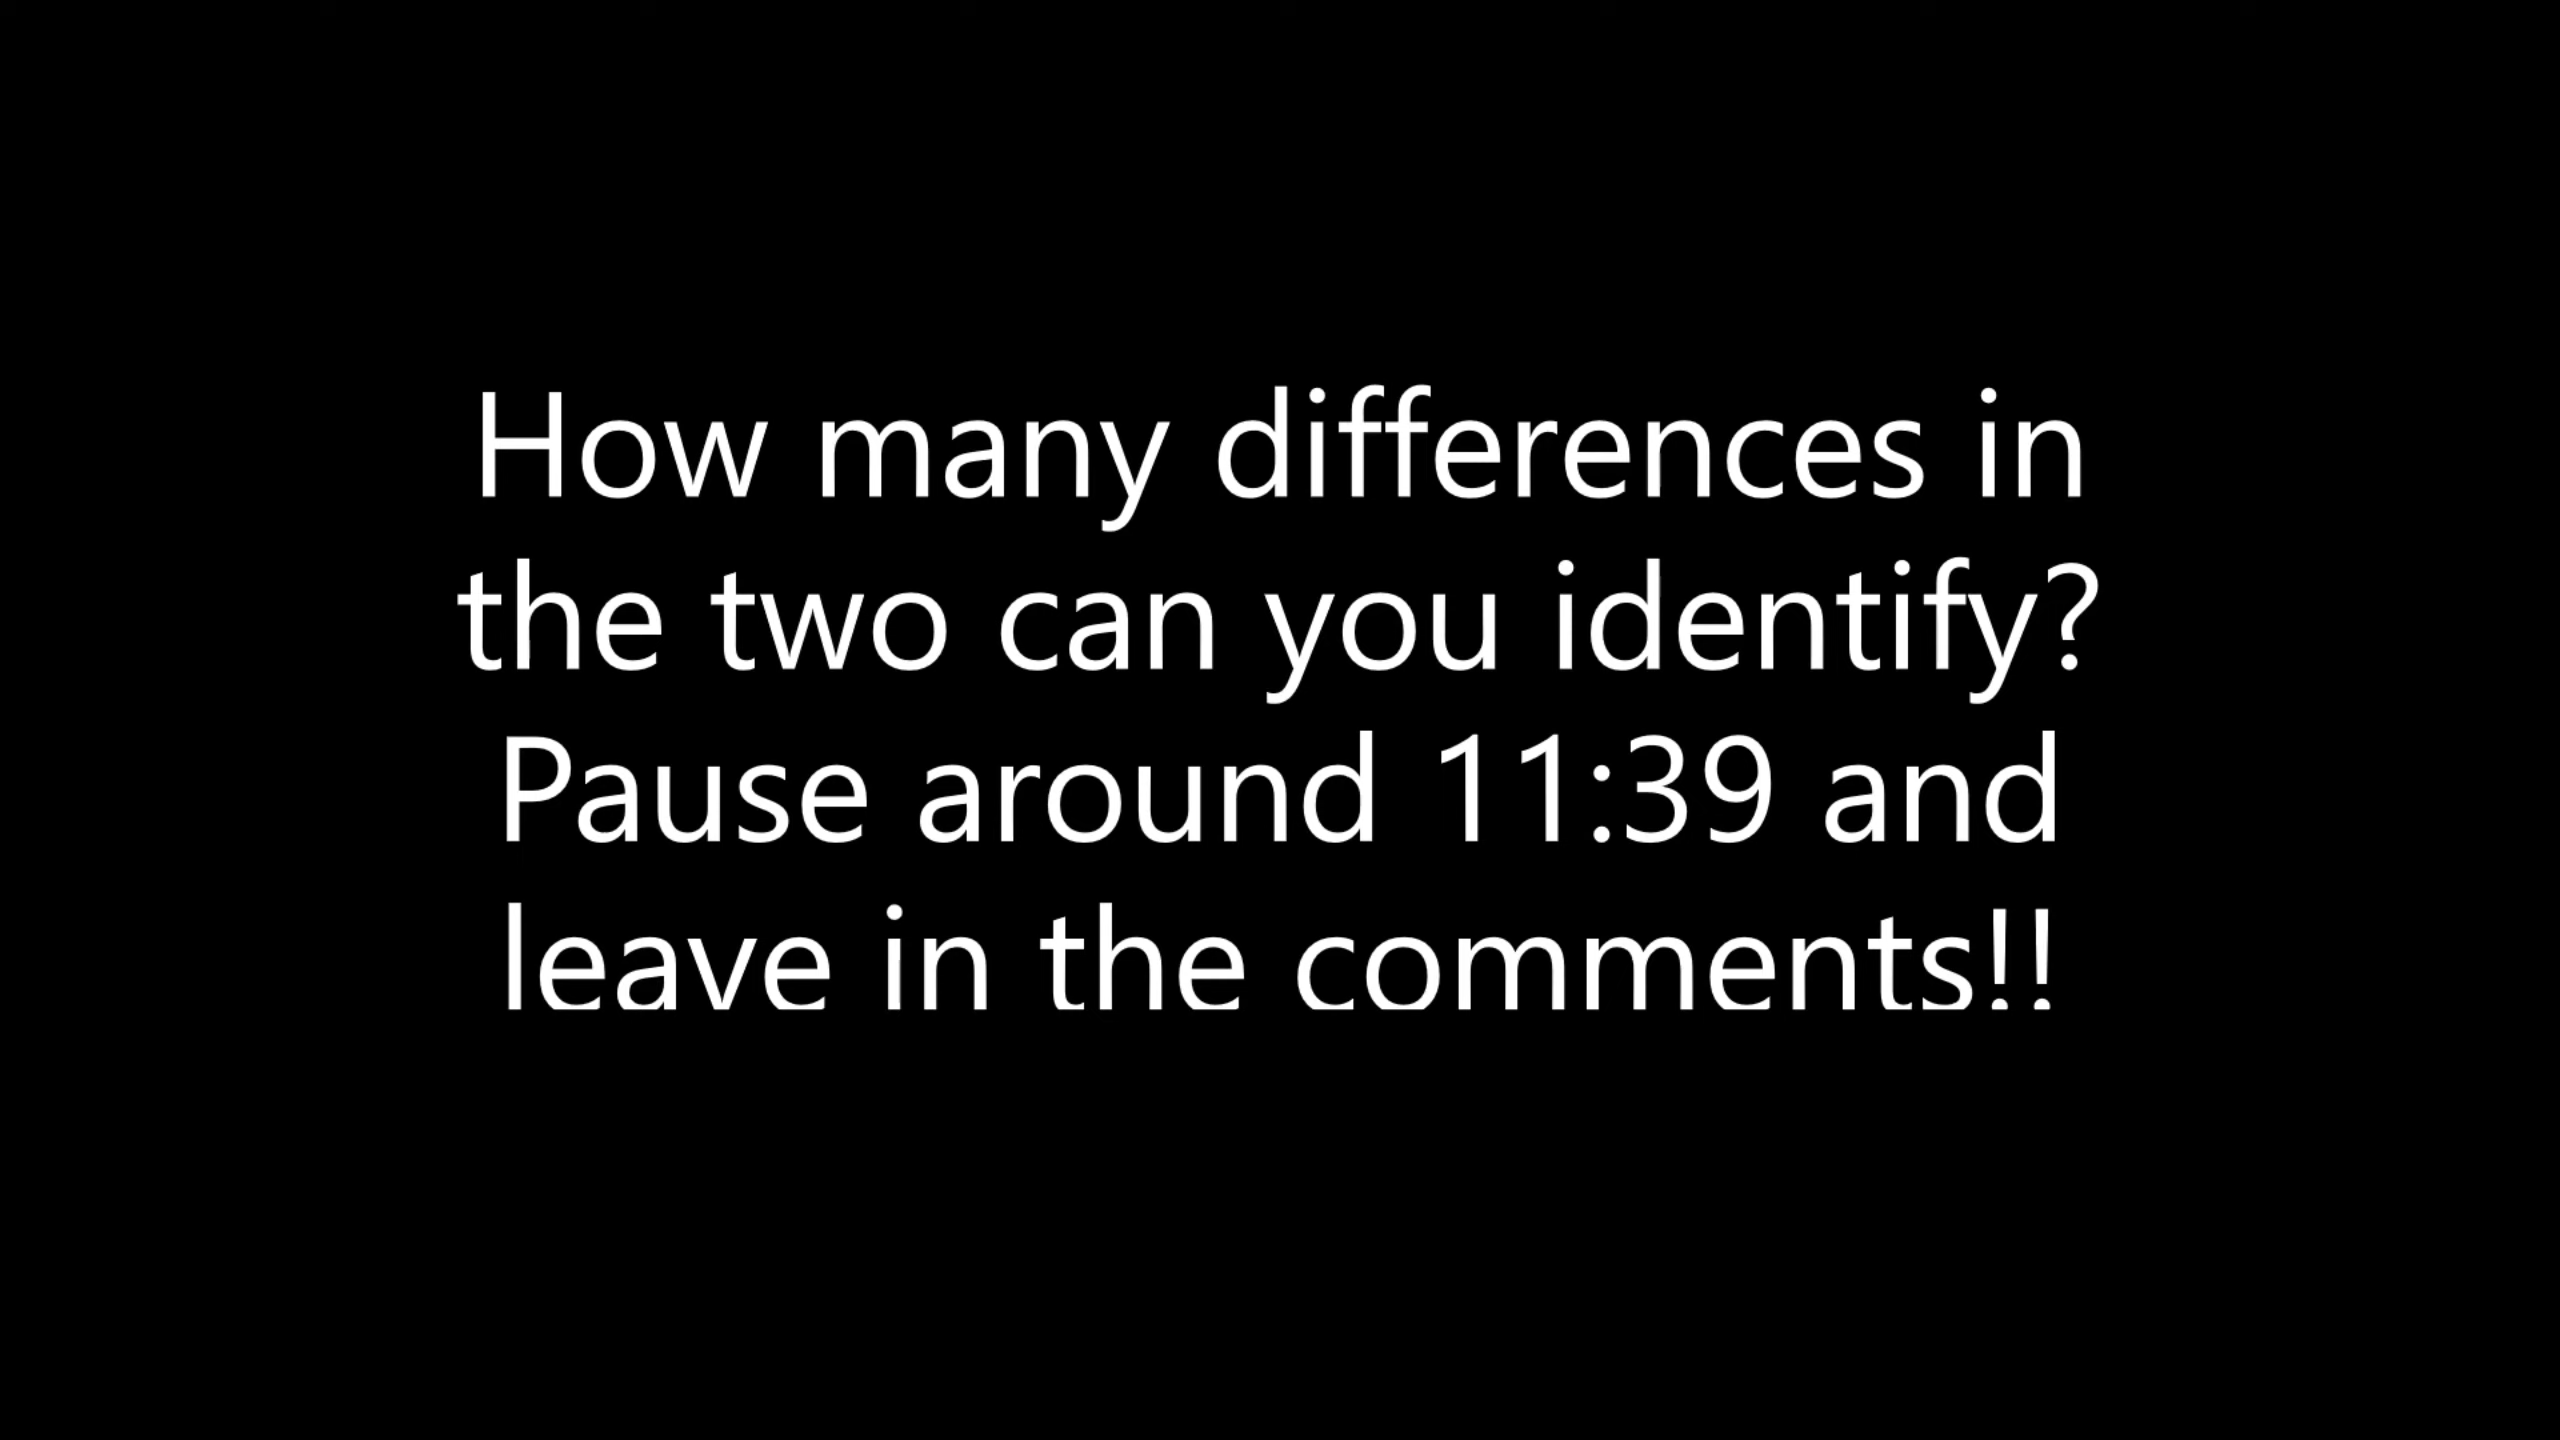 How many differences in
the two can you identify?
Pause around 11:39 and
leave in the comments!!